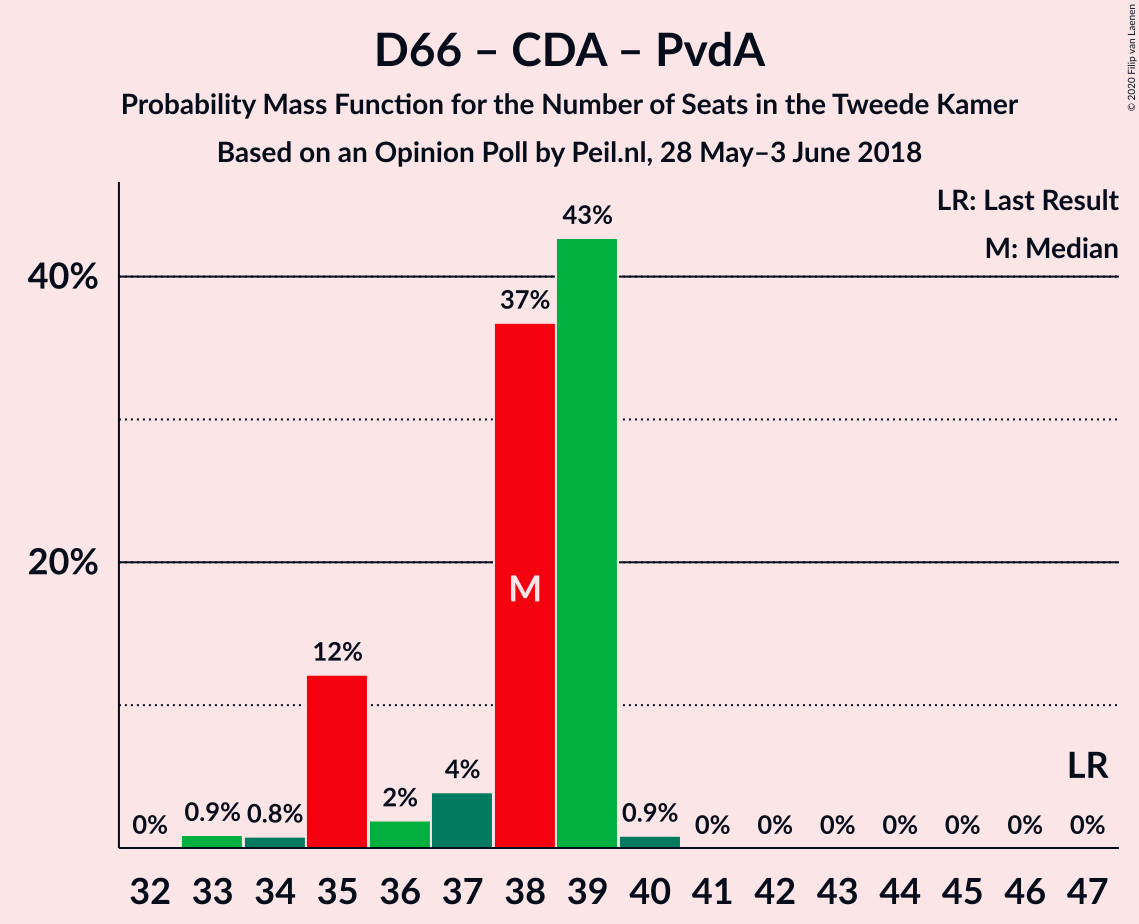 D66 – CDA – PvdA
Probability Mass Function for the Number of Seats in the Tweede Kamer
Based on an Opinion Poll by Peil.nl, 28 May–3 June 2018
© 2020 Filip van Laenen
LR: Last Result
M: Median
40%
20%
0%
0.9%
0.8%
12%
2%
4%
37%
43%
0.9%
0%
0%
0%
0%
0%
0%
0%
M
LR
32 33 34 35 36 37 38 39 40 41 42 43 44 45 46 47